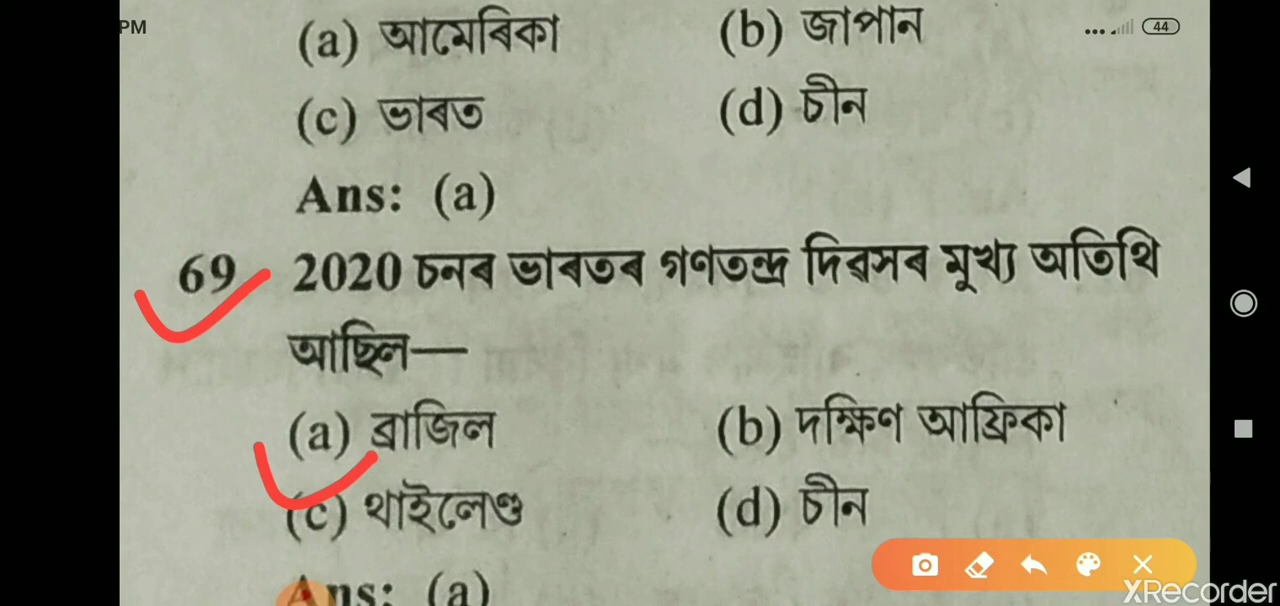 PM
44
(a) আমেৰিকা (b) জাপান
(c) ভাৰত (d) চীন
Ans: (a)
69 2020 চনৰ ভাৰতৰ গণতন্ত্ৰ দিৱসৰ মুখ্য অতিথি
আছিল—
(a) ব্ৰাজিল (b) দক্ষিণ আফ্ৰিকা
(c) থাইলেণ্ড (d) চীন
Ans: (a)
XRecorder